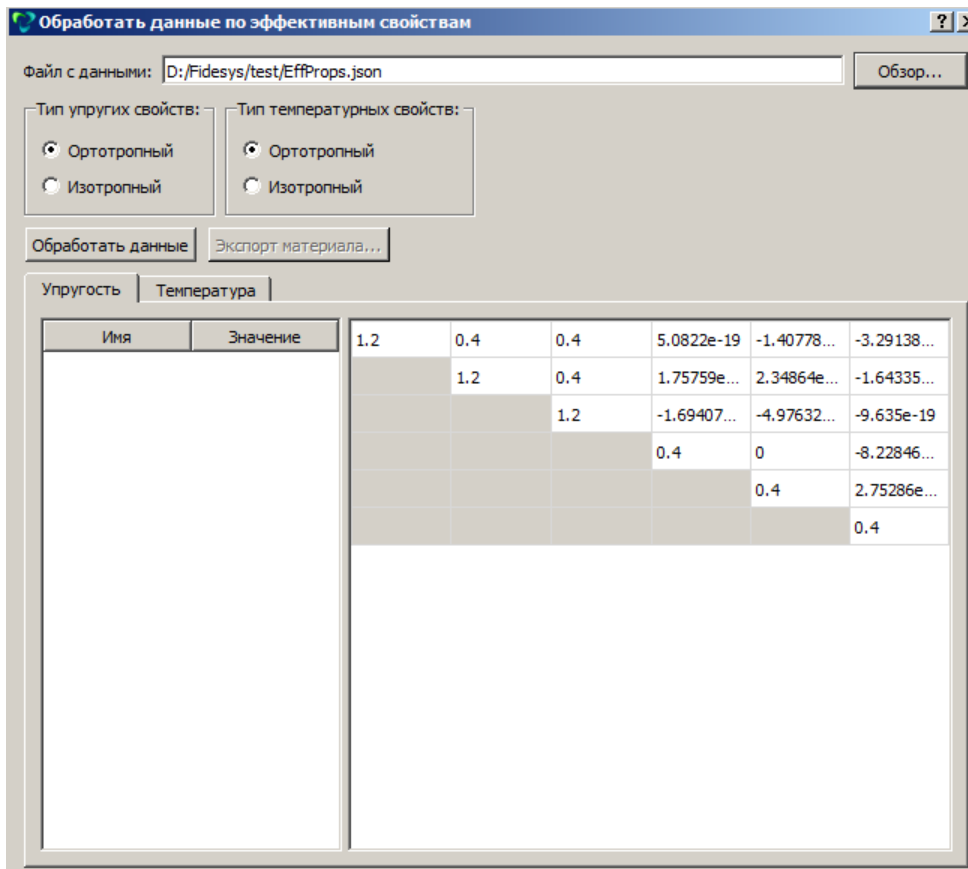 Обработать данные по эффективным свойствам
Файл с данными: D:/Fidesys/test/EffProps.json Обзор...
Тип упругих свойств: Тип температурных свойств:
Ортотропный Ортотропный
Изотропный Изотропный
Обработать данные Экспорт материала...
Упругость Температура
Имя Значение 1.2 0.4 0.4 5.0822e-19 -1.40778... -3.29138...
1.2 0.4 1.75759e... 2.34864e... -1.64335...
1.2 -1.69407... -4.97632... -9.635e-19
0.4 0 -8.22846...
0.4 2.75286e...
0.4